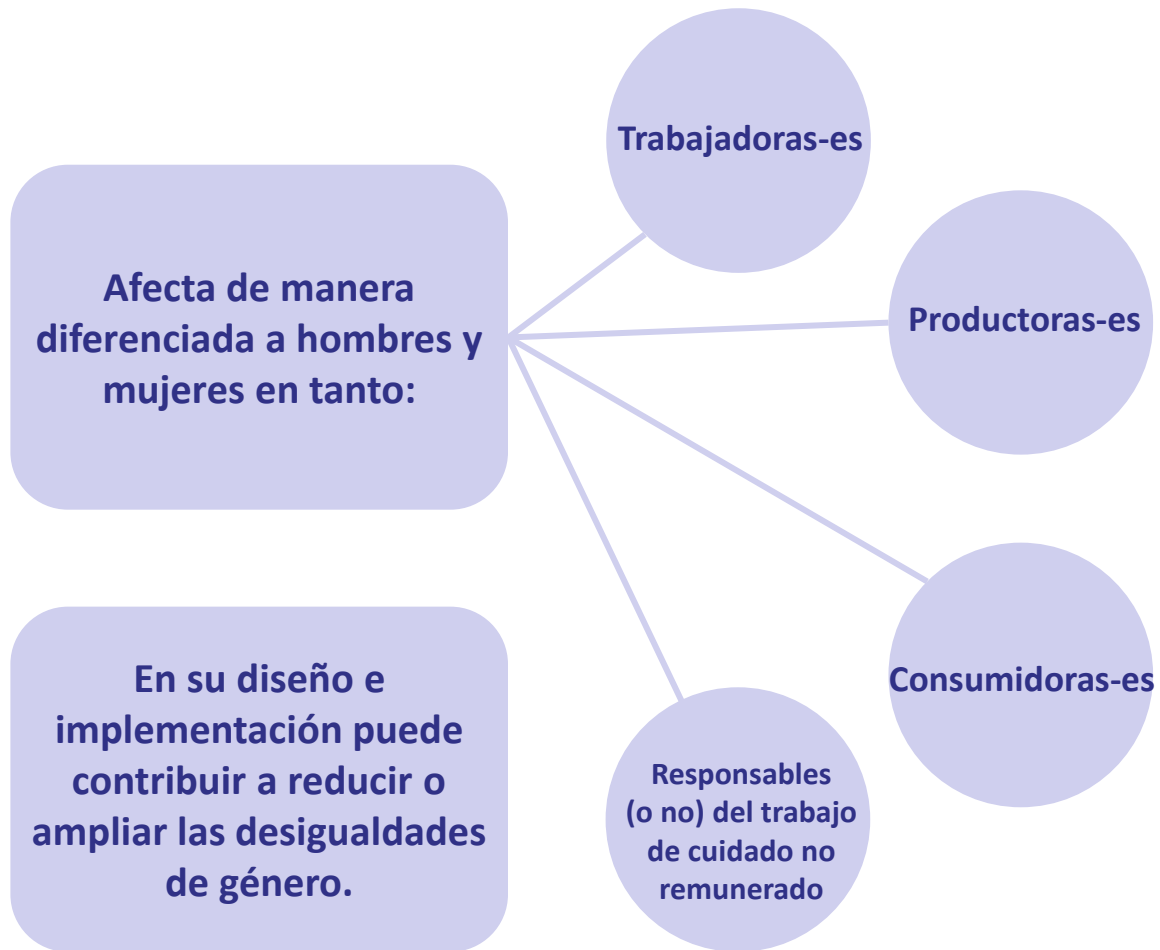 Afecta de manera
diferenciada a hombres y
mujeres en tanto:
Trabajadoras-es
Productoras-es
Consumidoras-es
Responsables
(o no) del trabajo
de cuidado no
remunerado
En su diseño e
implementación puede
contribuir a reducir o
ampliar las desigualdades
de género.